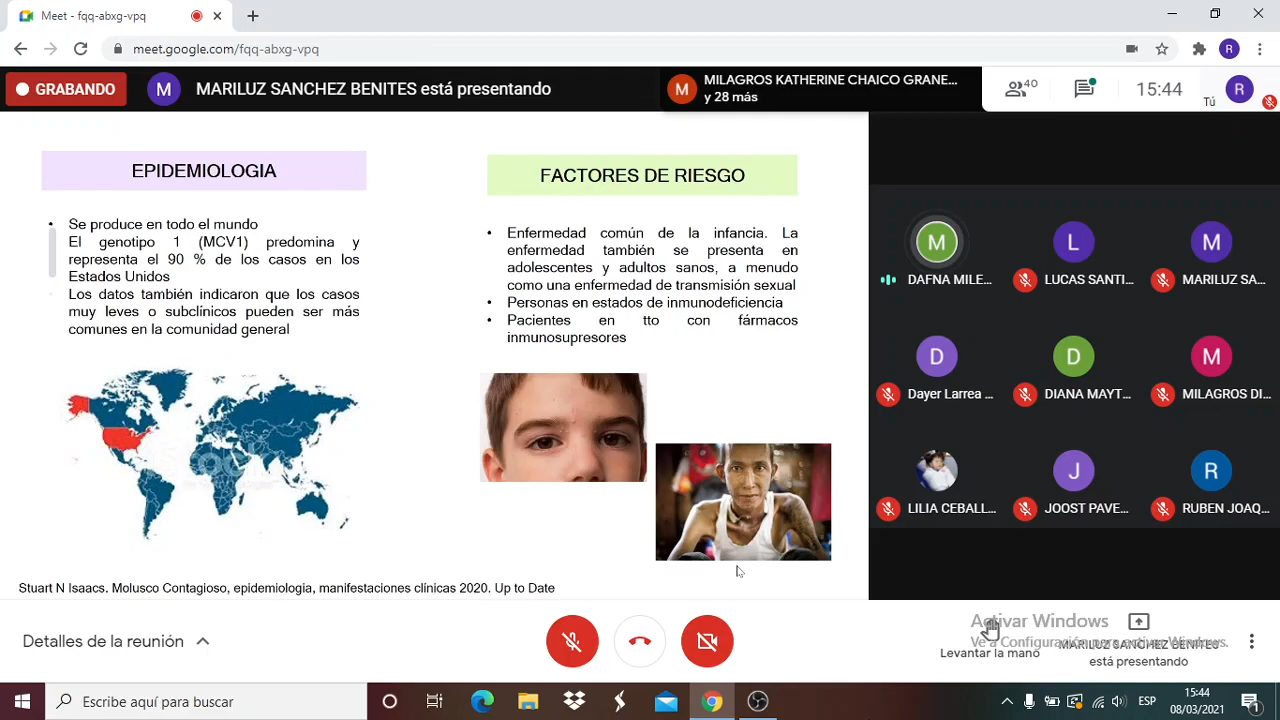 Meet - fqq-abxg-vpq
meet.google.com/fqq-abxg-vpq
R
GRABANDO
M
MARILUZ SANCHEZ BENITES está presentando
M
MILAGROS KATHERINE CHAICO GRANE...
y 28 más
40
15:44
Tú
R
EPIDEMIOLOGIA
• Se produce en todo el mundo
El genotipo 1 (MCV1) predomina y
representa el 90 % de los casos en los
Estados Unidos
Los datos también indicaron que los casos
muy leves o subclínicos pueden ser más
comunes en la comunidad general
FACTORES DE RIESGO
• Enfermedad común de la infancia. La
enfermedad también se presenta en
adolescentes y adultos sanos, a menudo
como una enfermedad de transmisión sexual
• Personas en estados de inmunodeficiencia
• Pacientes en tto con fármacos
inmunosupresores
Stuart N Isaacs. Molusco Contagioso, epidemiologia, manifestaciones clínicas 2020. Up to Date
M
DAFNA MILE...
L
LUCAS SANTI...
M
MARILUZ SA...
D
Dayer Larrea ...
D
DIANA MAYT...
M
MILAGROS DI...
LILIA CEBALL...
J
JOOST PAVE...
R
RUBEN JOAQ...
Detalles de la reunión
Activar Windows
Ve a Configuración para activar Windows.
Levantar la mano
MARILUZ SANCHEZ BENITES
está presentando
Escribe aquí para buscar
ESP
15:44
08/03/2021
1